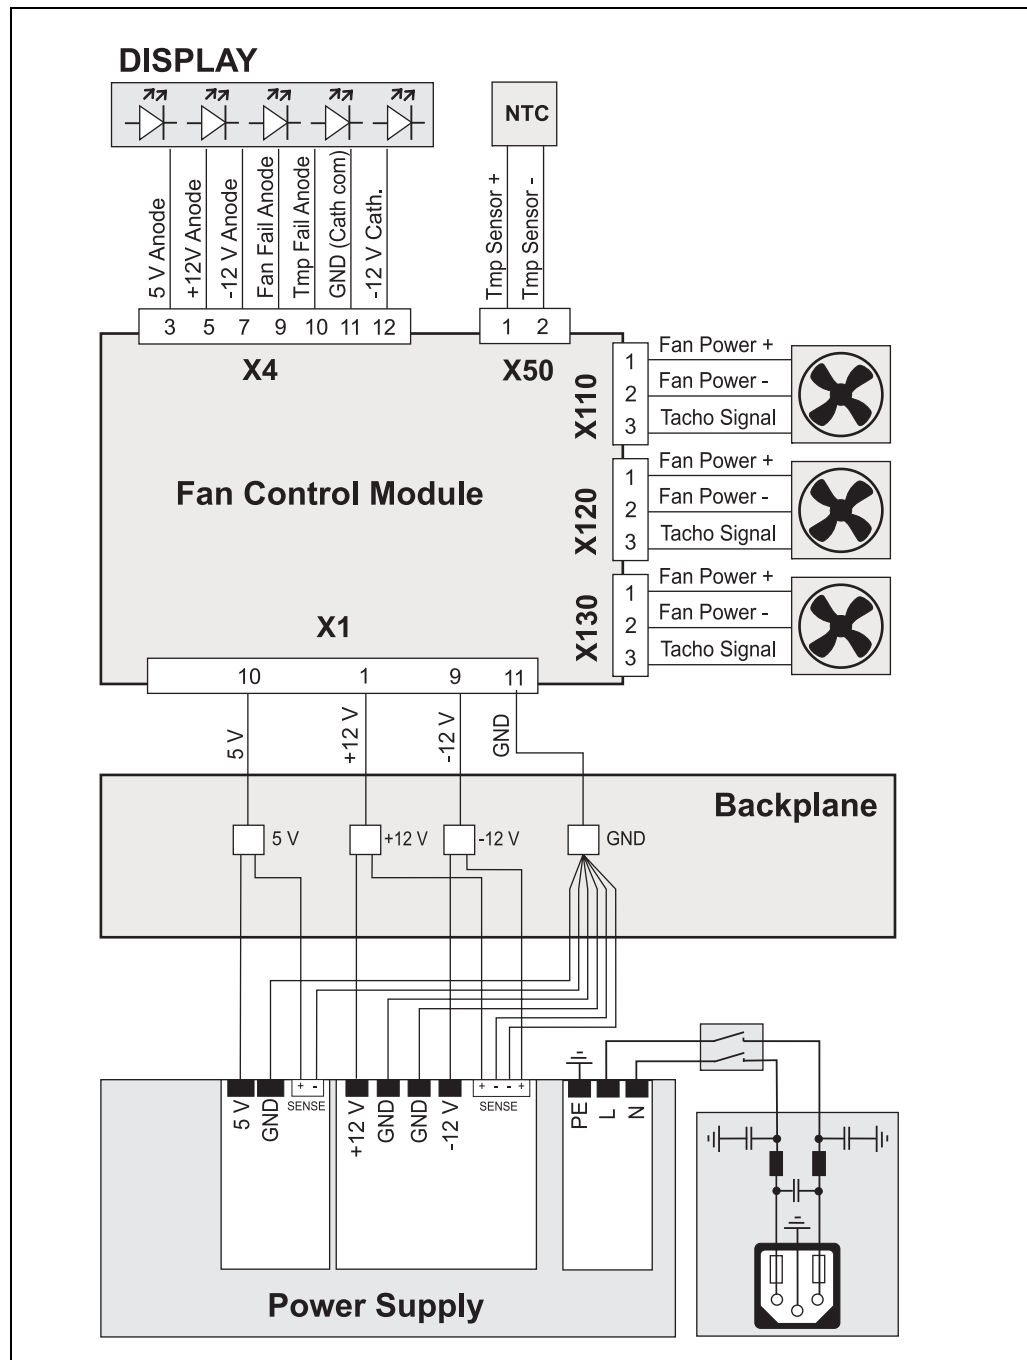 DISPLAY
NTC
5 V Anode
+12V Anode
-12 V Anode
Fan Fail Anode
Tmp Fail Anode
GND (Cath com)
-12 V Cath.
Tmp Sensor +
Tmp Sensor -
3 5 7 9 10 11 12
1 2
X4
X50
X110
1 Fan Power +
2 Fan Power -
3 Tacho Signal
Fan Control Module
X120
1 Fan Power +
2 Fan Power -
3 Tacho Signal
X130
1 Fan Power +
2 Fan Power -
3 Tacho Signal
X1
10 1 9 11
5 V
+12 V
-12 V
GND
Backplane
5 V
+12 V
-12 V
GND
+ -
+ - - +
5 V
GND
SENSE
+12 V
GND
GND
-12 V
SENSE
PE
L
N
Power Supply